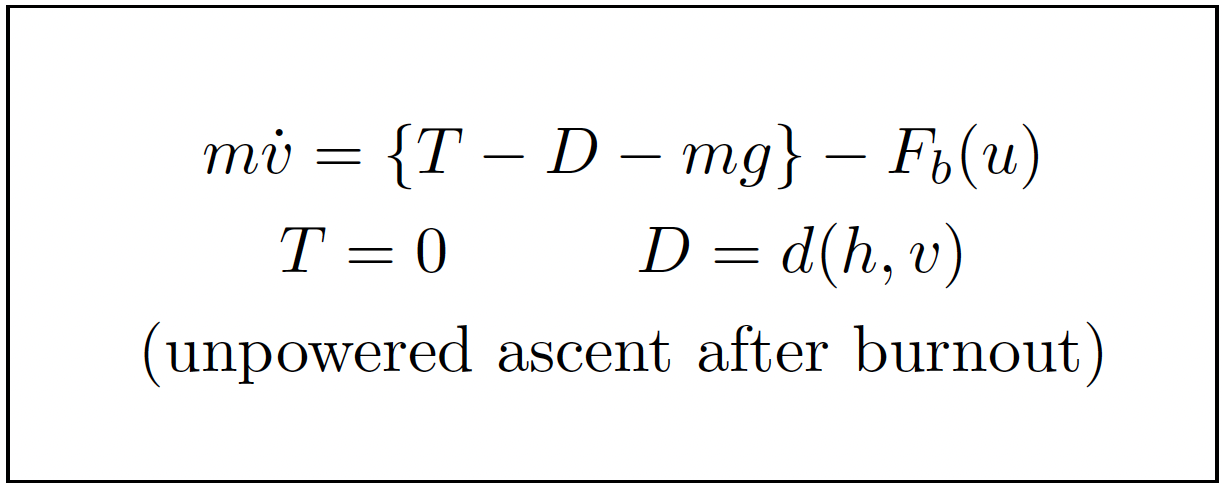 mv̇ = {T − D − mg} − F_b(u)
T = 0 D = d(h, v)
(unpowered ascent after burnout)